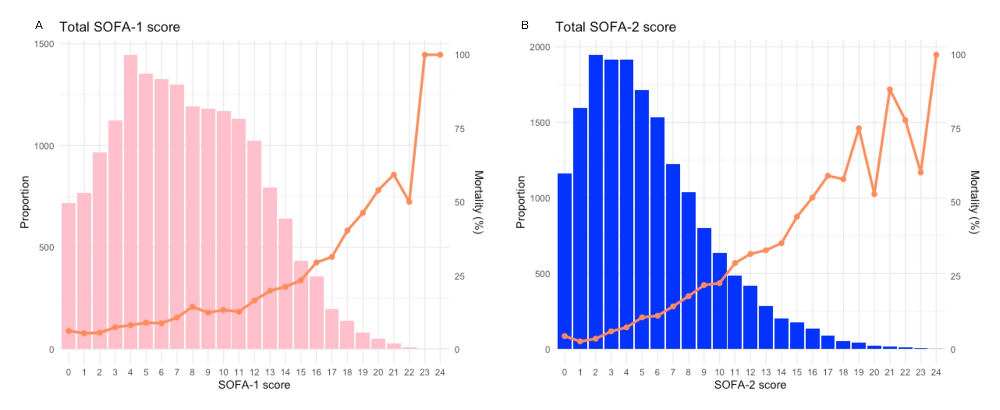 A Total SOFA-1 score
1500
1000
500
0
Proportion
100
75
50
25
0
Mortality (%)
0 1 2 3 4 5 6 7 8 9 10 11 12 13 14 15 16 17 18 19 20 21 22 23 24
SOFA-1 score
B Total SOFA-2 score
2000
1500
1000
500
0
Proportion
100
75
50
25
0
Mortality (%)
0 1 2 3 4 5 6 7 8 9 10 11 12 13 14 15 16 17 18 19 20 21 22 23 24
SOFA-2 score